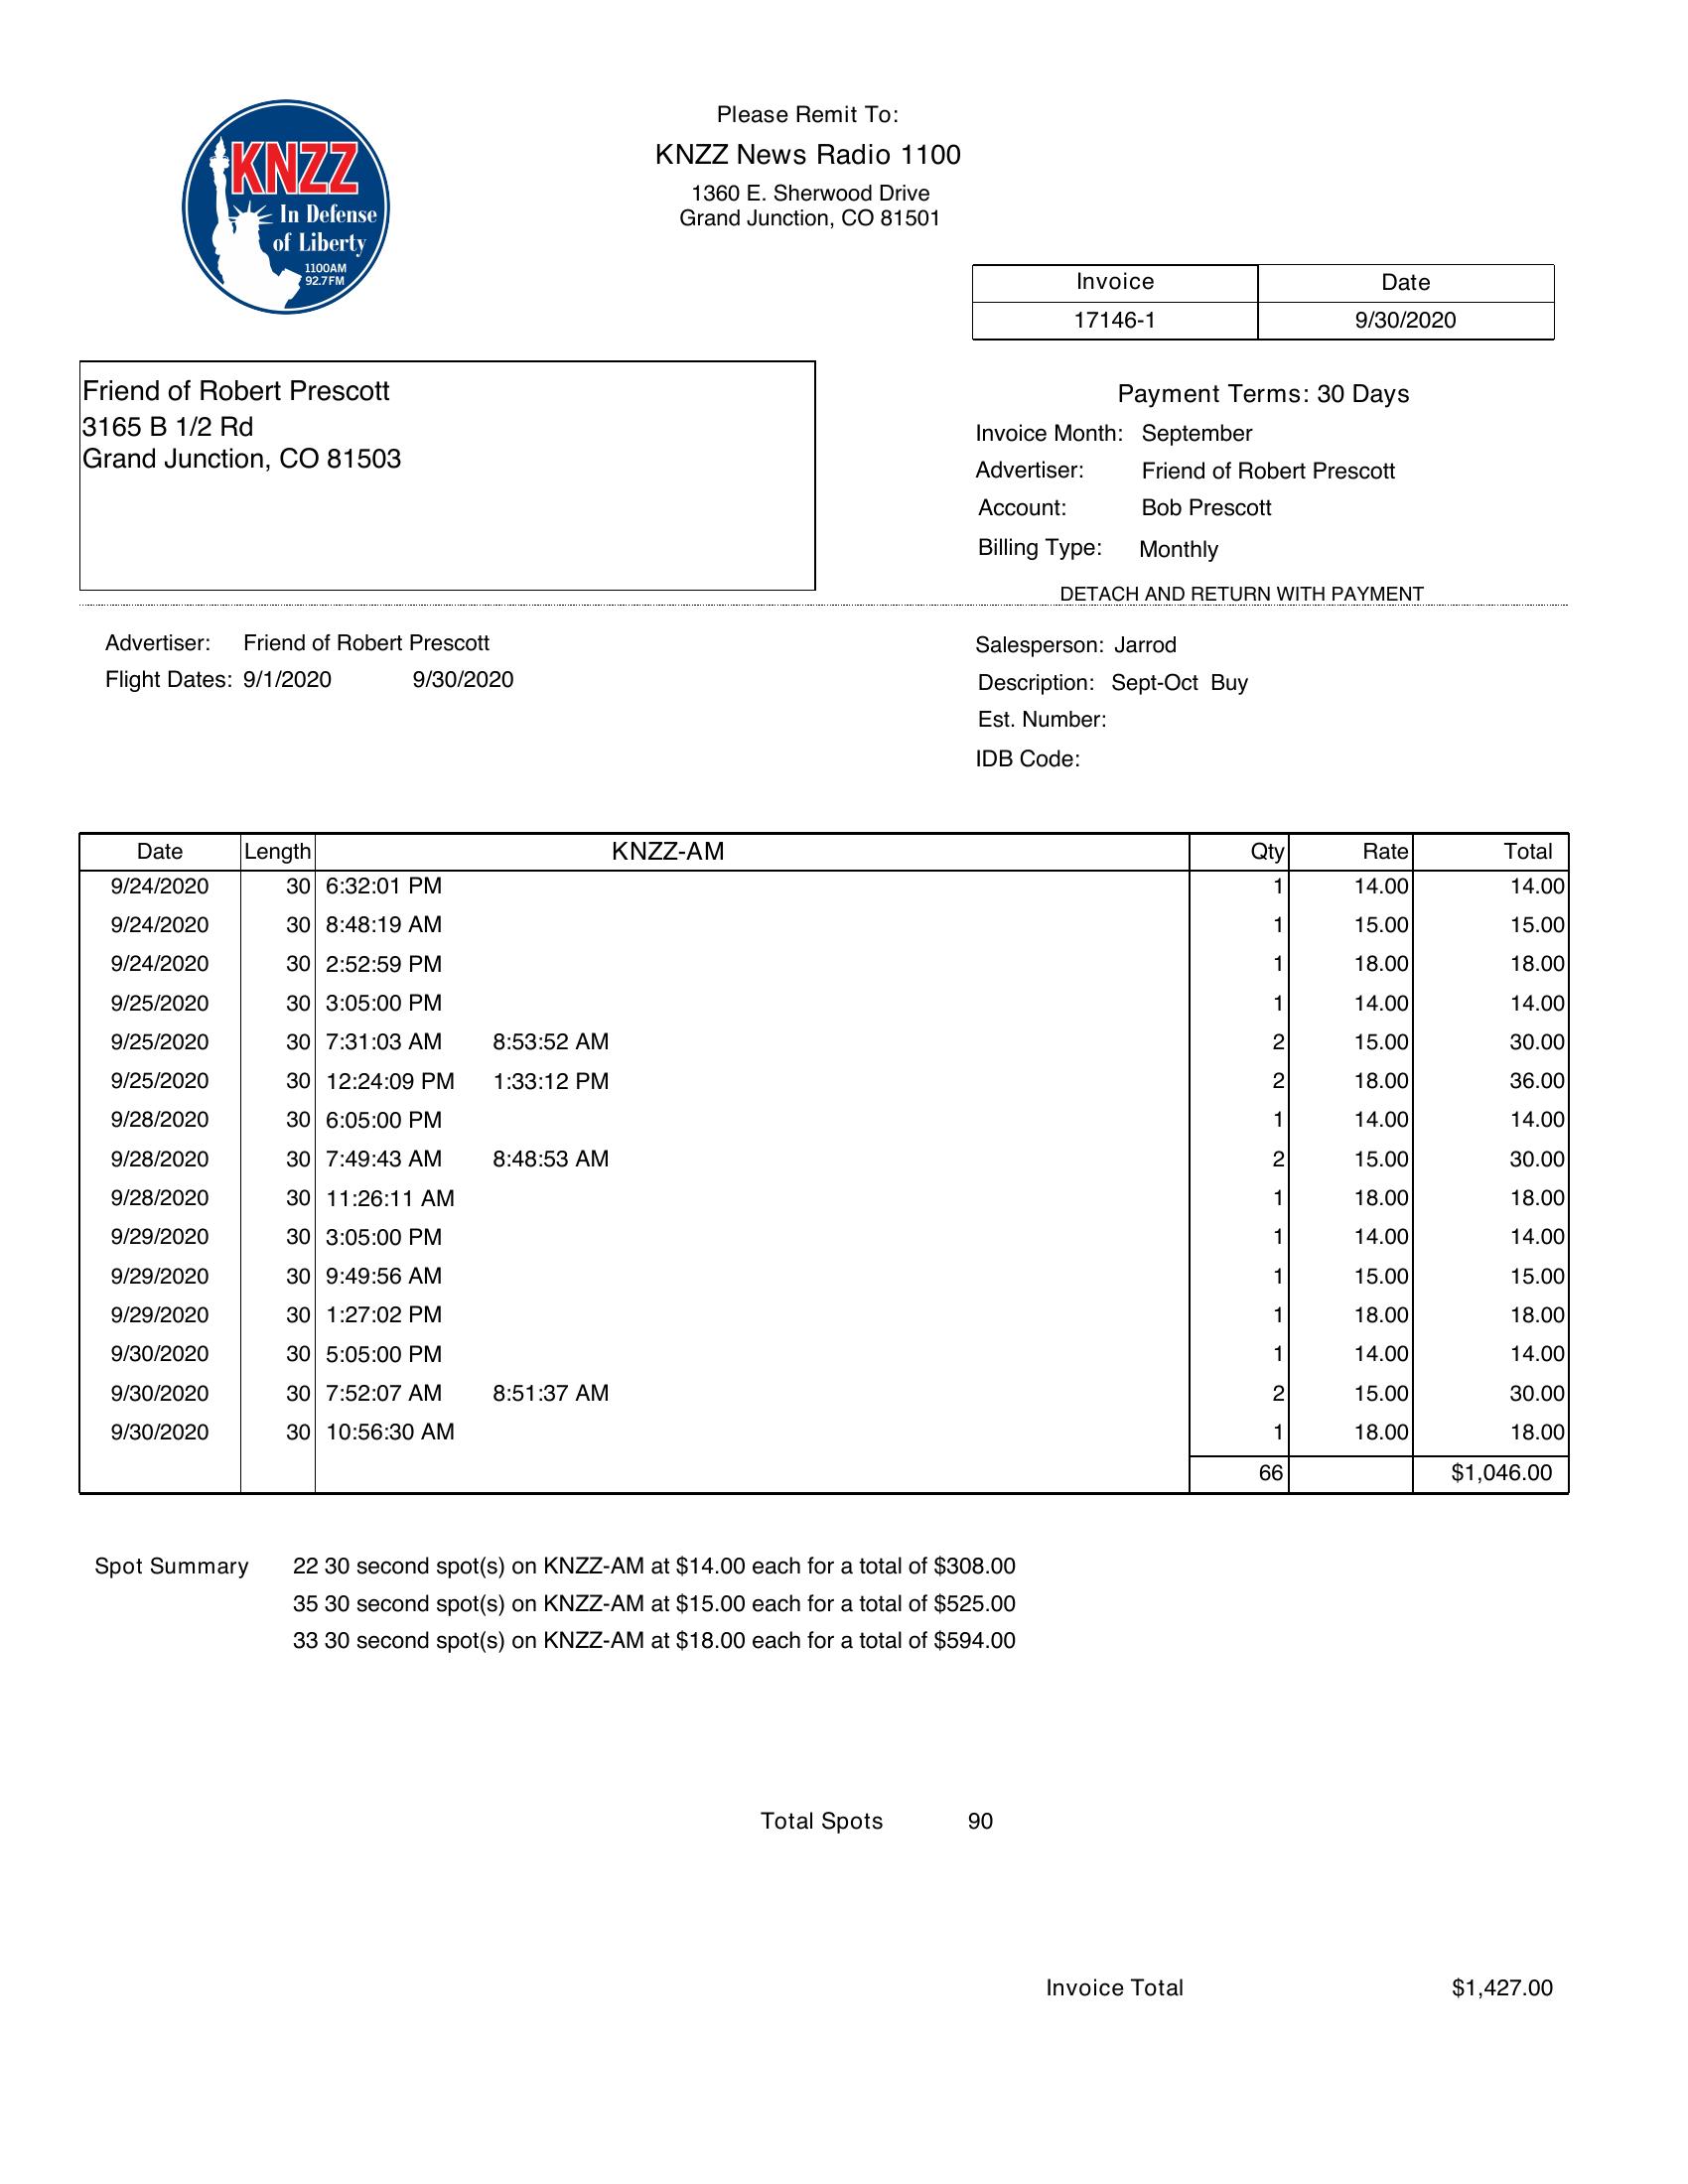 KNZZ
In Defense
of Liberty
1100AM
92.7FM
Please Remit To:
KNZZ News Radio 1100
1360 E. Sherwood Drive
Grand Junction, CO 81501
Invoice Date
17146-1 9/30/2020
Friend of Robert Prescott
3165 B 1/2 Rd
Grand Junction, CO 81503
Payment Terms: 30 Days
Invoice Month: September
Advertiser: Friend of Robert Prescott
Account: Bob Prescott
Billing Type: Monthly
DETACH AND RETURN WITH PAYMENT
Advertiser: Friend of Robert Prescott
Flight Dates: 9/1/2020 9/30/2020
Salesperson: Jarrod
Description: Sept-Oct Buy
Est. Number:
IDB Code:
Date Length KNZZ-AM Qty Rate Total
9/24/2020 30 6:32:01 PM 1 14.00 14.00
9/24/2020 30 8:48:19 AM 1 15.00 15.00
9/24/2020 30 2:52:59 PM 1 18.00 18.00
9/25/2020 30 3:05:00 PM 1 14.00 14.00
9/25/2020 30 7:31:03 AM 8:53:52 AM 2 15.00 30.00
9/25/2020 30 12:24:09 PM 1:33:12 PM 2 18.00 36.00
9/28/2020 30 6:05:00 PM 1 14.00 14.00
9/28/2020 30 7:49:43 AM 8:48:53 AM 2 15.00 30.00
9/28/2020 30 11:26:11 AM 1 18.00 18.00
9/29/2020 30 3:05:00 PM 1 14.00 14.00
9/29/2020 30 9:49:56 AM 1 15.00 15.00
9/29/2020 30 1:27:02 PM 1 18.00 18.00
9/30/2020 30 5:05:00 PM 1 14.00 14.00
9/30/2020 30 7:52:07 AM 8:51:37 AM 2 15.00 30.00
9/30/2020 30 10:56:30 AM 1 18.00 18.00
66 $1,046.00
Spot Summary 22 30 second spot(s) on KNZZ-AM at $14.00 each for a total of $308.00
35 30 second spot(s) on KNZZ-AM at $15.00 each for a total of $525.00
33 30 second spot(s) on KNZZ-AM at $18.00 each for a total of $594.00
Total Spots 90
Invoice Total $1,427.00